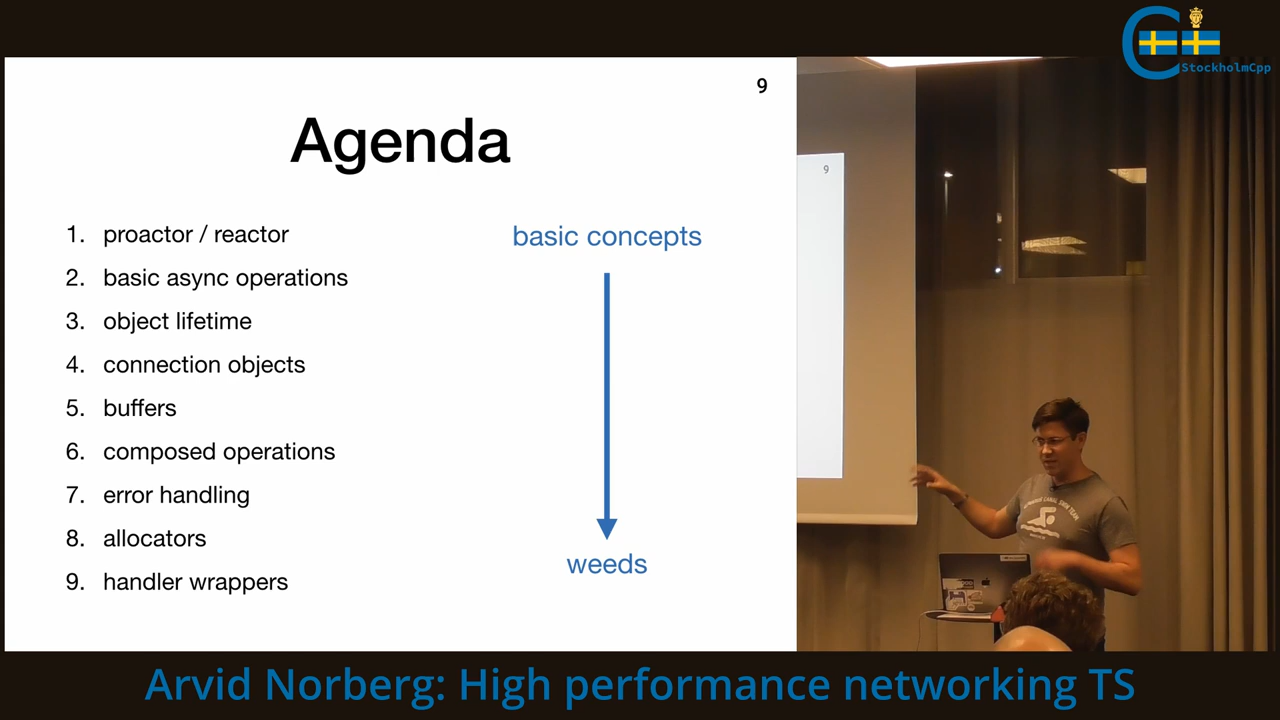 StockholmCpp
9
Agenda
1. proactor / reactor
2. basic async operations
3. object lifetime
4. connection objects
5. buffers
6. composed operations
7. error handling
8. allocators
9. handler wrappers
basic concepts
weeds
9
Arvid Norberg: High performance networking TS